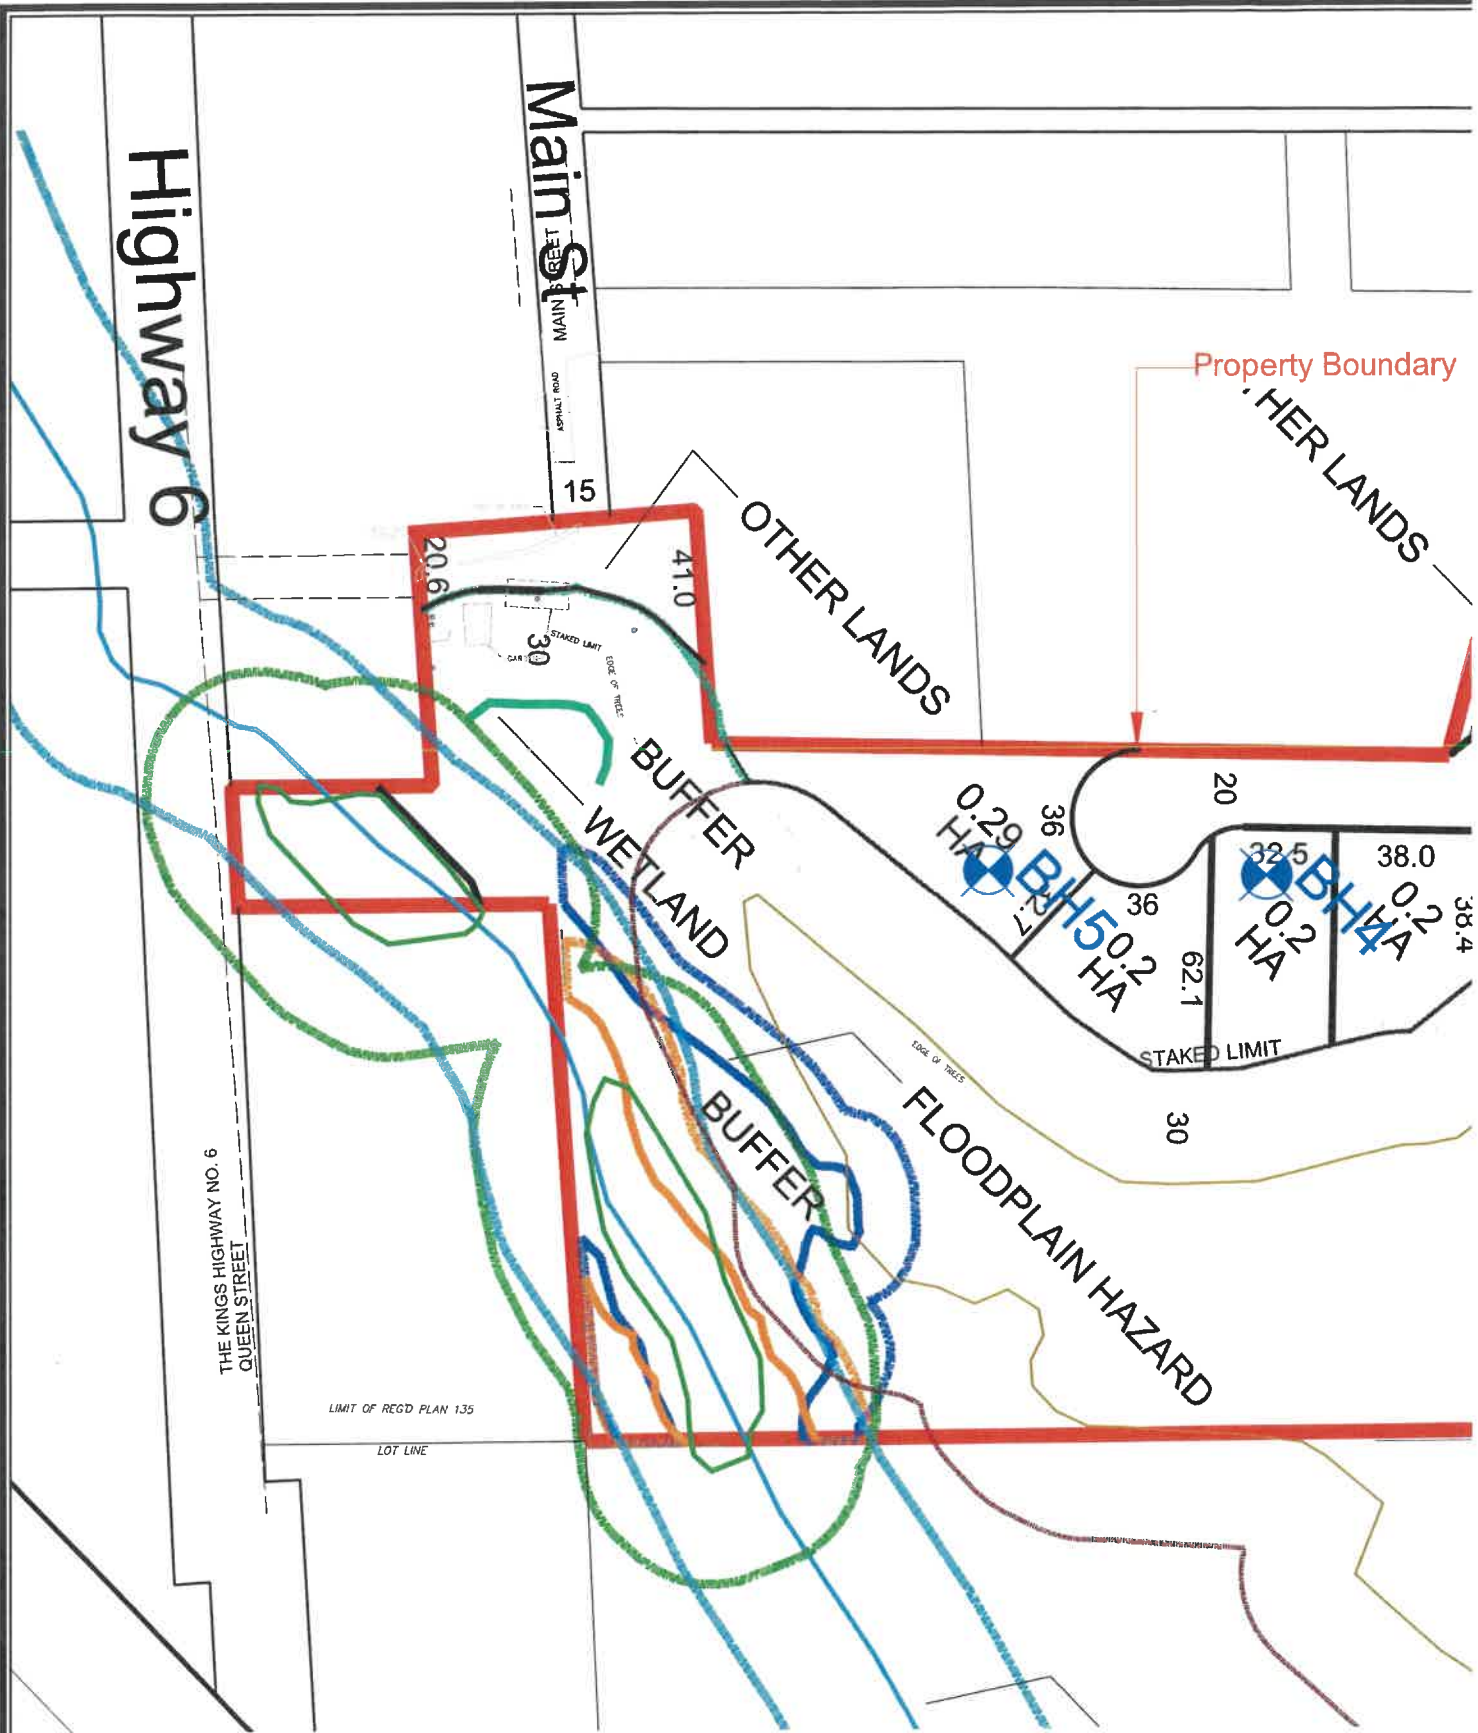 Highway 6
Main St
MAIN STREET
ASPHALT ROAD
15
Property Boundary
HER LANDS
OTHER LANDS
20.6
41.0
30
STAKED LIMIT
EDGE OF TREES
BUFFER
WETLAND
0.29
HA
36
20
BH5
36
0.2
HA
62.1
32.5
BH4
0.2
HA
38.0
0.2
HA
38.4
STAKED LIMIT
30
EDGE OF TREES
FLOODPLAIN HAZARD
BUFFER
THE KINGS HIGHWAY NO. 6
QUEEN STREET
LIMIT OF REG'D PLAN 135
LOT LINE